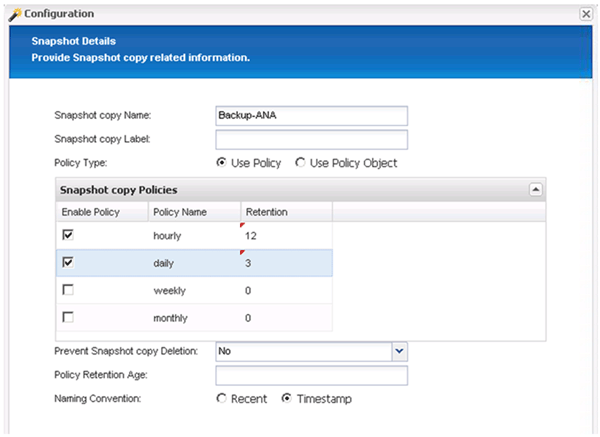 Configuration
Snapshot Details
Provide Snapshot copy related information.
Snapshot copy Name: Backup-ANA
Snapshot copy Label:
Policy Type: Use Policy Use Policy Object
Snapshot copy Policies
Enable Policy Policy Name Retention
hourly 12
daily 3
weekly 0
monthly 0
Prevent Snapshot copy Deletion: No
Policy Retention Age:
Naming Convention: Recent Timestamp